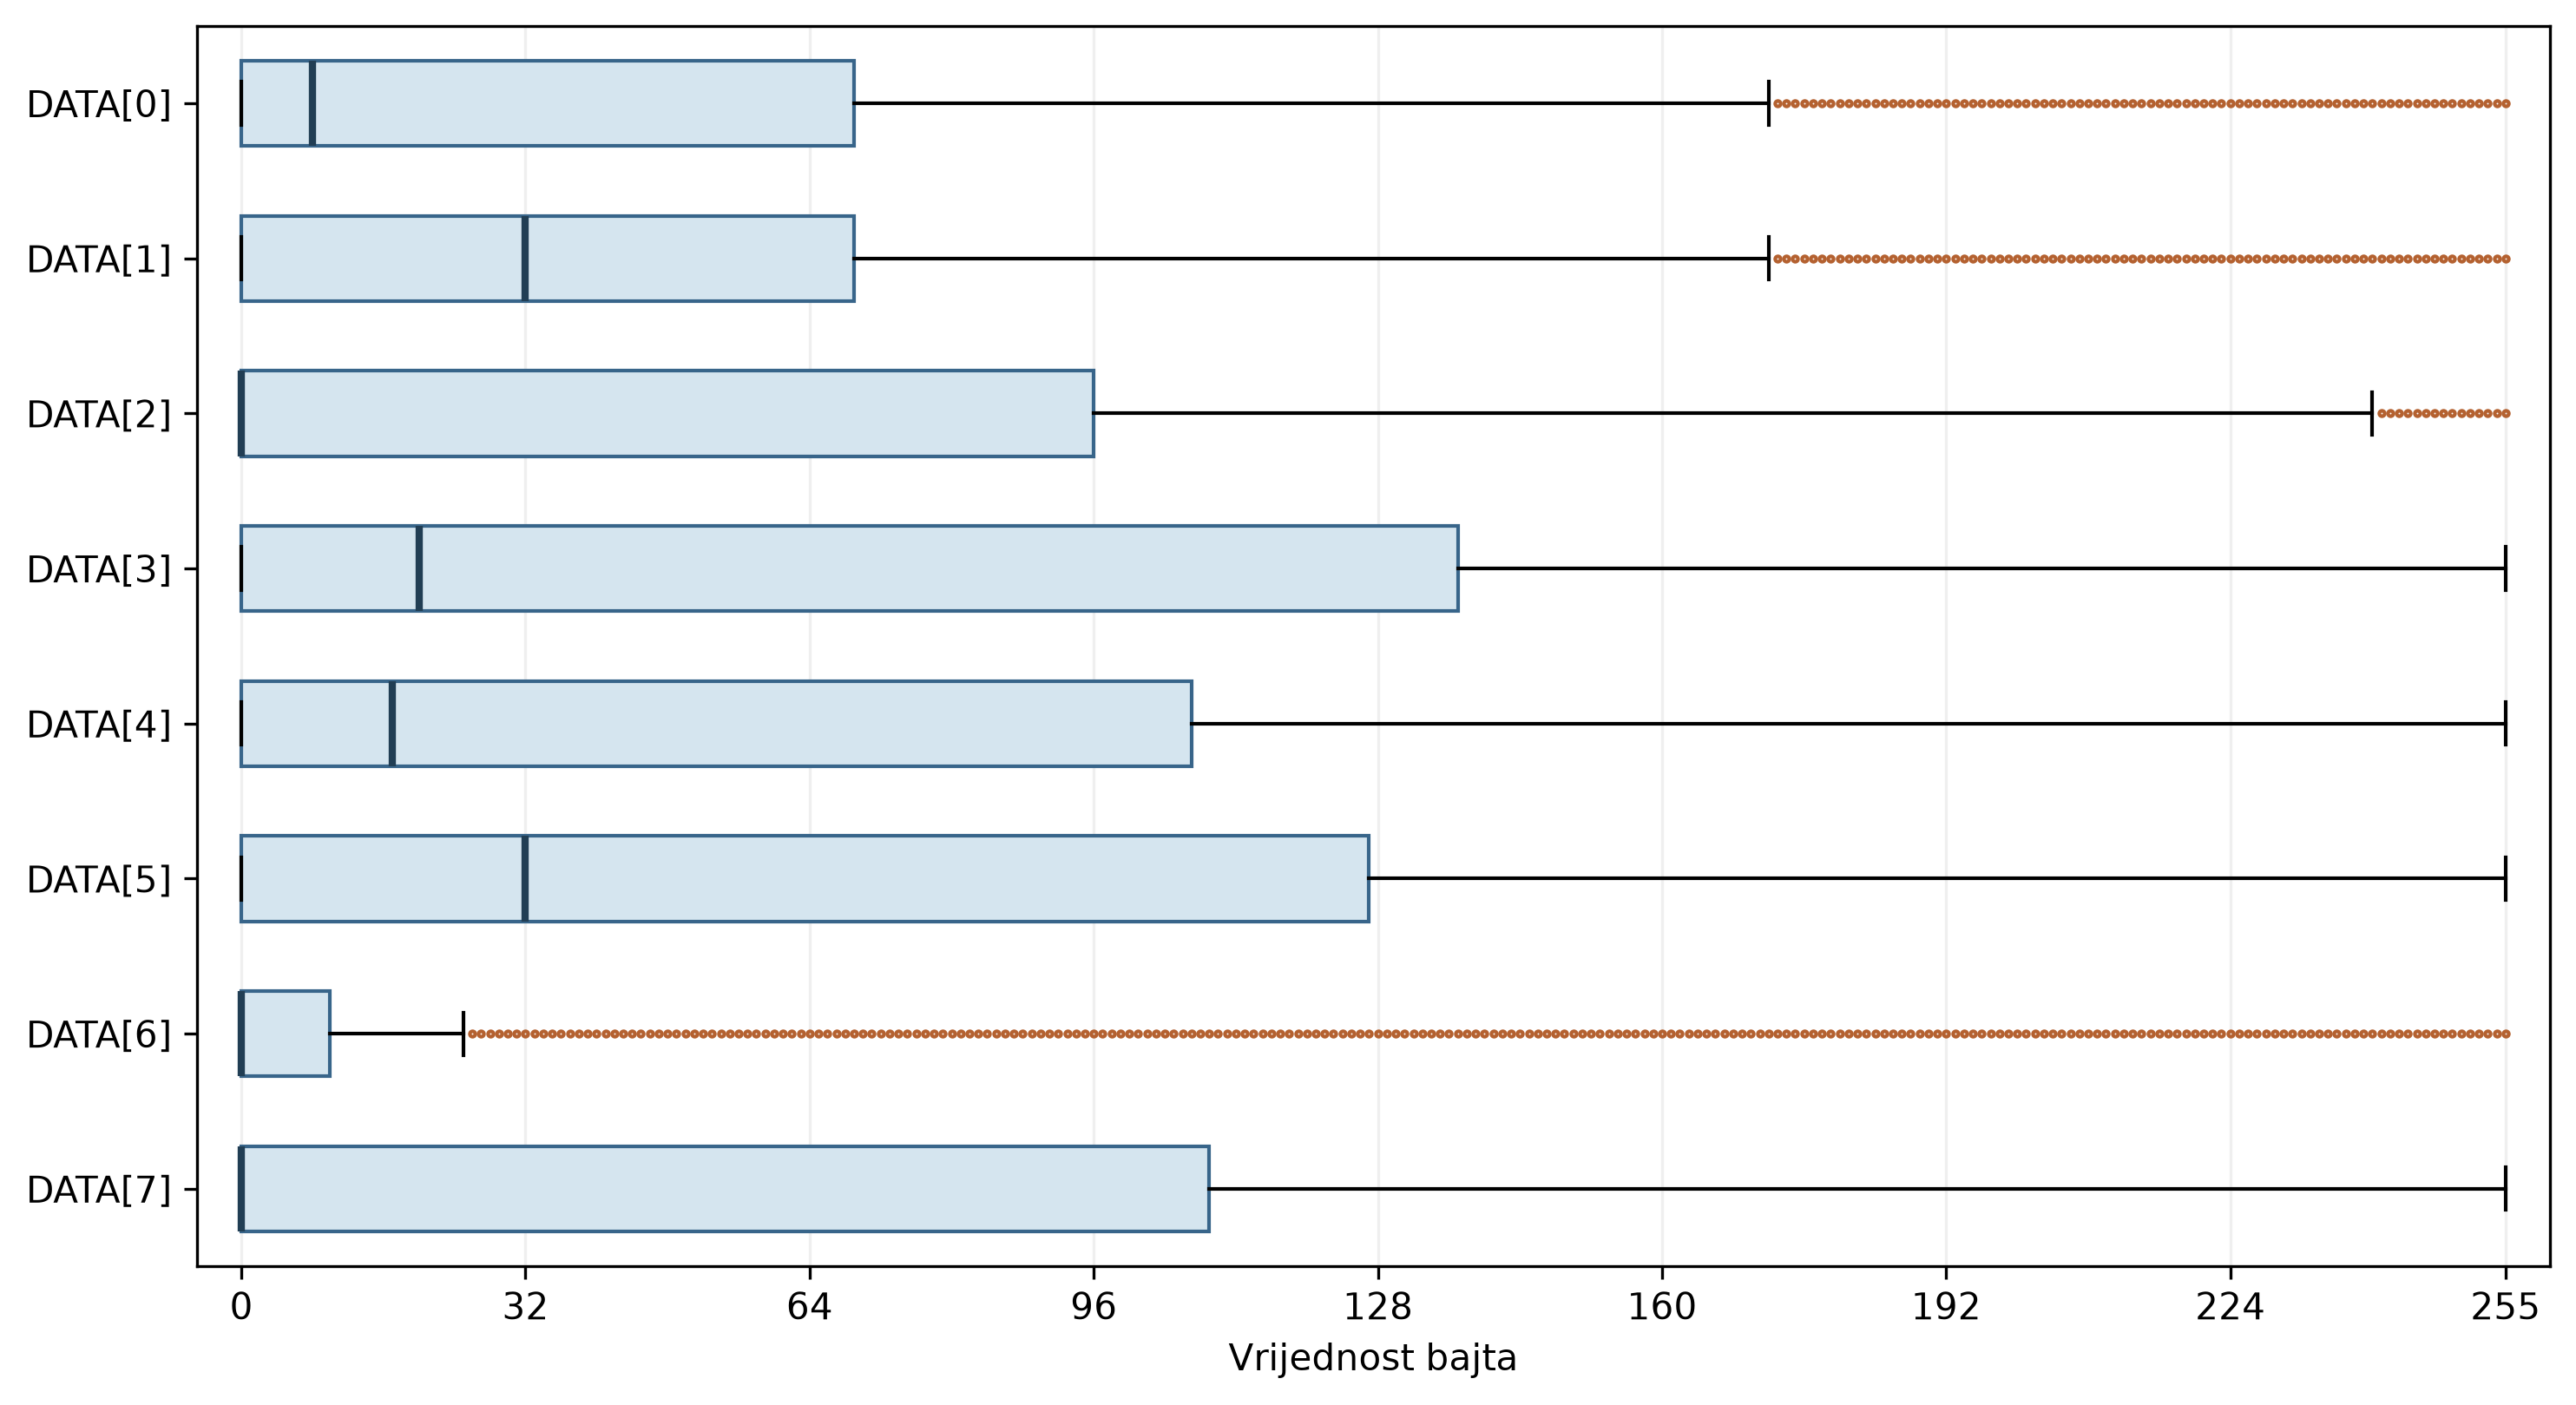 DATA[0]
DATA[1]
DATA[2]
DATA[3]
DATA[4]
DATA[5]
DATA[6]
DATA[7]
0 32 64 96 128 160 192 224 255
Vrijednost bajta